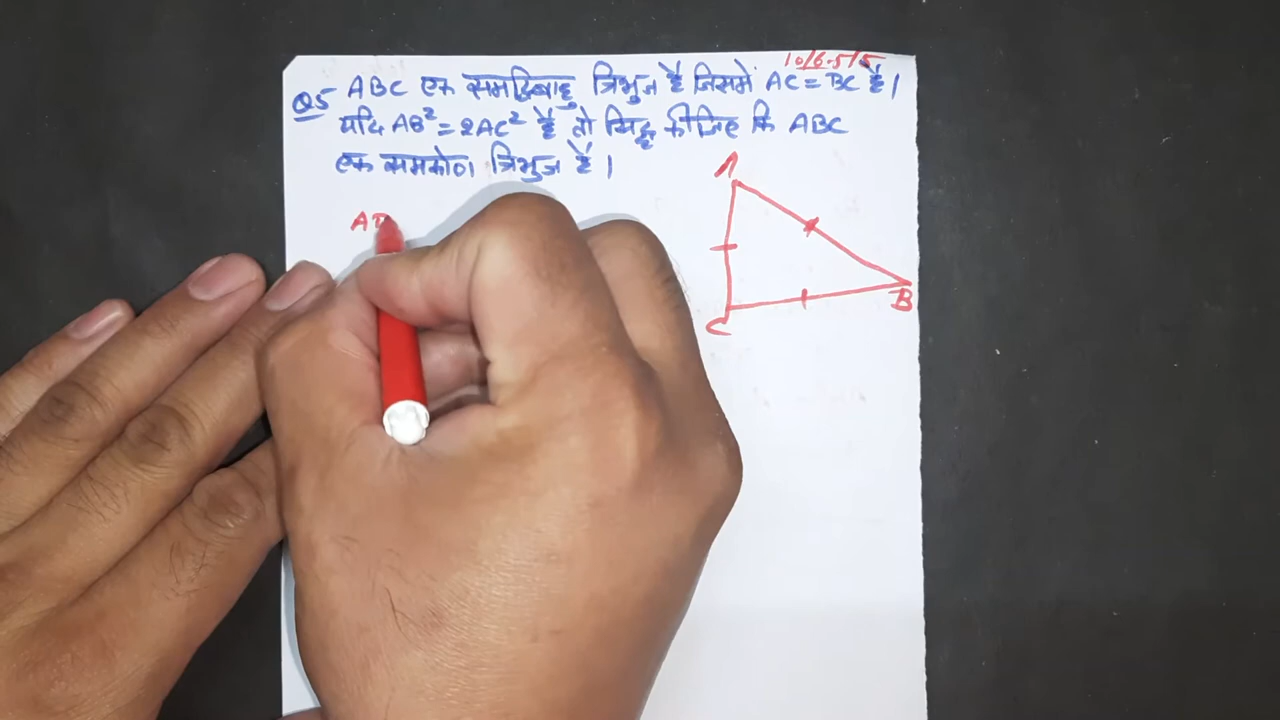 10/6.5/5
Q5 ABC एक समद्विबाहु त्रिभुज है जिसमें AC = BC है।
यदि AB² = 2AC² है तो सिद्ध कीजिए कि ABC
एक समकोण त्रिभुज है।
A
A
B
C